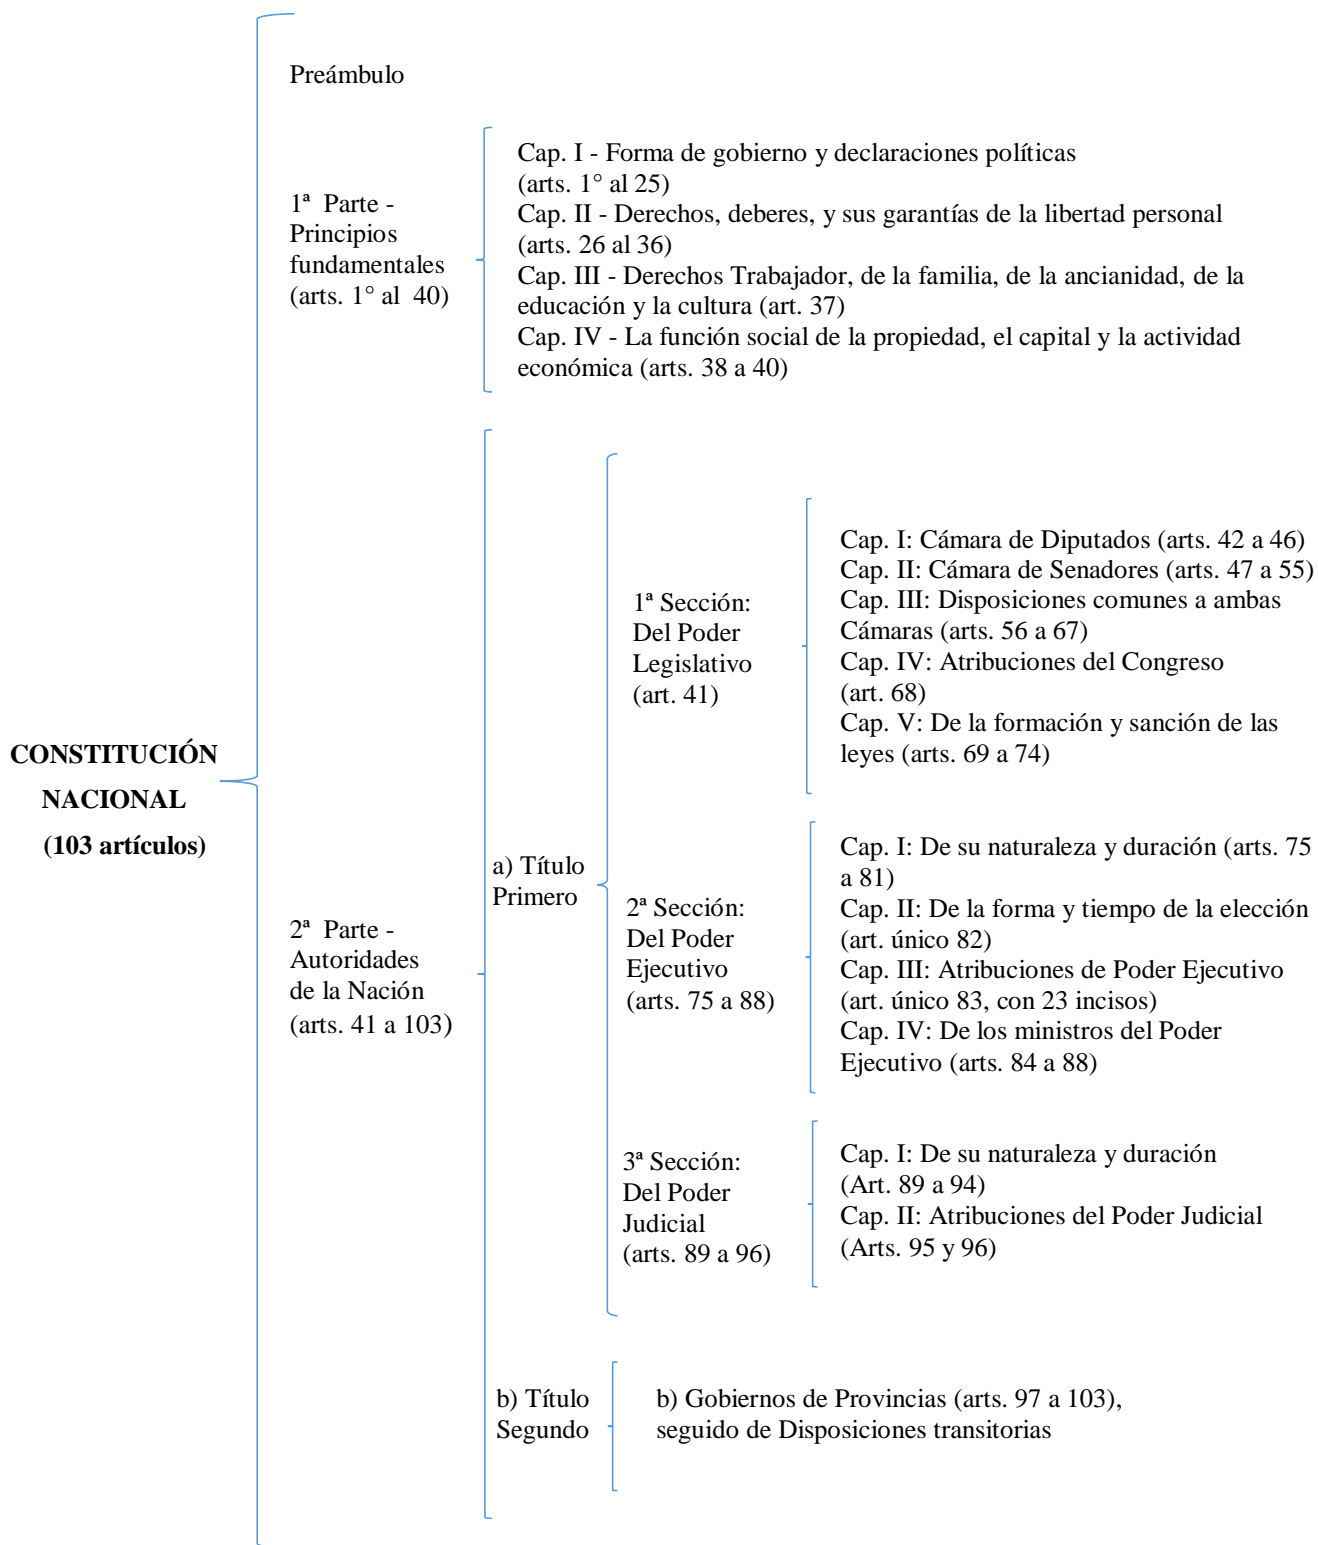 Preámbulo
1ª Parte -
Principios
fundamentales
(arts. 1° al 40)
Cap. I - Forma de gobierno y declaraciones políticas
(arts. 1° al 25)
Cap. II - Derechos, deberes, y sus garantías de la libertad personal
(arts. 26 al 36)
Cap. III - Derechos Trabajador, de la familia, de la ancianidad, de la
educación y la cultura (art. 37)
Cap. IV - La función social de la propiedad, el capital y la actividad
económica (arts. 38 a 40)
CONSTITUCIÓN
NACIONAL
(103 artículos)
2ª Parte -
Autoridades
de la Nación
(arts. 41 a 103)
a) Título
Primero
1ª Sección:
Del Poder
Legislativo
(art. 41)
Cap. I: Cámara de Diputados (arts. 42 a 46)
Cap. II: Cámara de Senadores (arts. 47 a 55)
Cap. III: Disposiciones comunes a ambas
Cámaras (arts. 56 a 67)
Cap. IV: Atribuciones del Congreso
(art. 68)
Cap. V: De la formación y sanción de las
leyes (arts. 69 a 74)
2ª Sección:
Del Poder
Ejecutivo
(arts. 75 a 88)
Cap. I: De su naturaleza y duración (arts. 75
a 81)
Cap. II: De la forma y tiempo de la elección
(art. único 82)
Cap. III: Atribuciones de Poder Ejecutivo
(art. único 83, con 23 incisos)
Cap. IV: De los ministros del Poder
Ejecutivo (arts. 84 a 88)
3ª Sección:
Del Poder
Judicial
(arts. 89 a 96)
Cap. I: De su naturaleza y duración
(Art. 89 a 94)
Cap. II: Atribuciones del Poder Judicial
(Arts. 95 y 96)
b) Título
Segundo
b) Gobiernos de Provincias (arts. 97 a 103),
seguido de Disposiciones transitorias